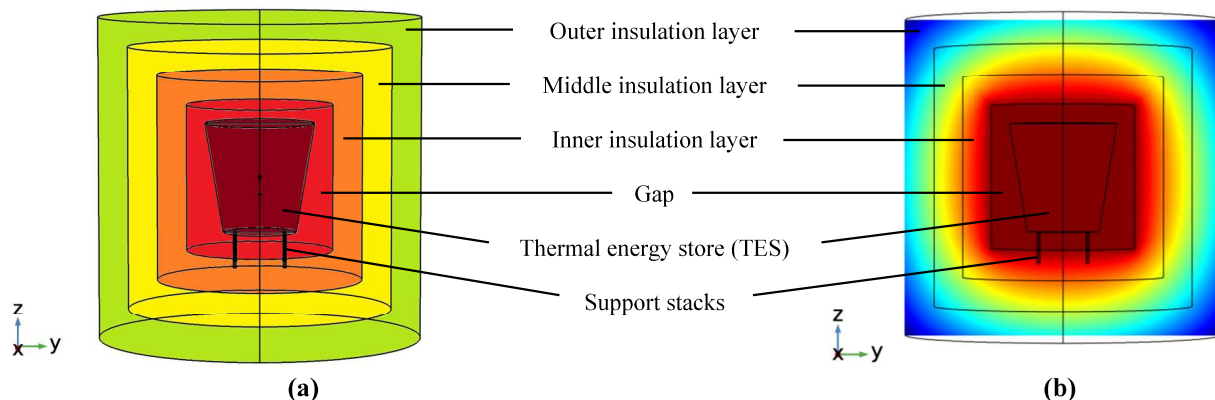 Outer insulation layer
Middle insulation layer
Inner insulation layer
Gap
Thermal energy store (TES)
Support stacks
z
x y
z
x y
(a)
(b)